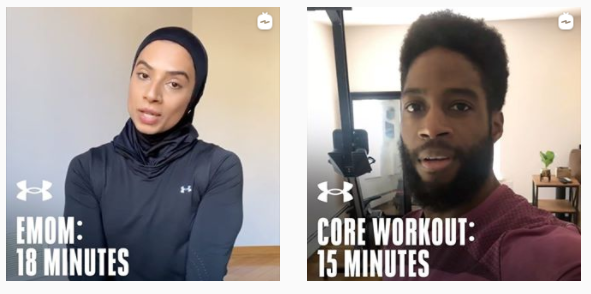 EMOM:
18 MINUTES
CORE WORKOUT:
15 MINUTES